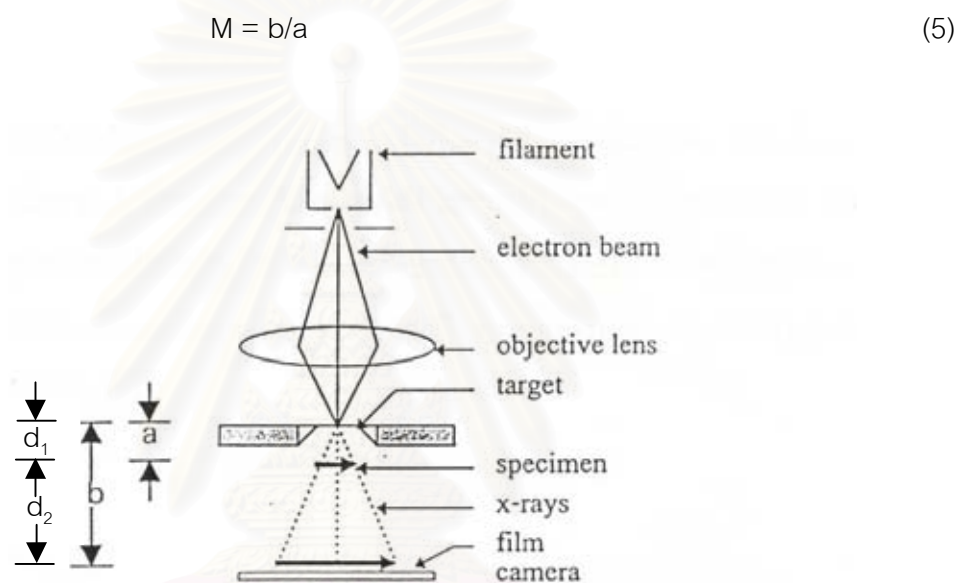 M = b/a (5)
filament
electron beam
objective lens
target
d₁ a
specimen
b x-rays
d₂
film
camera